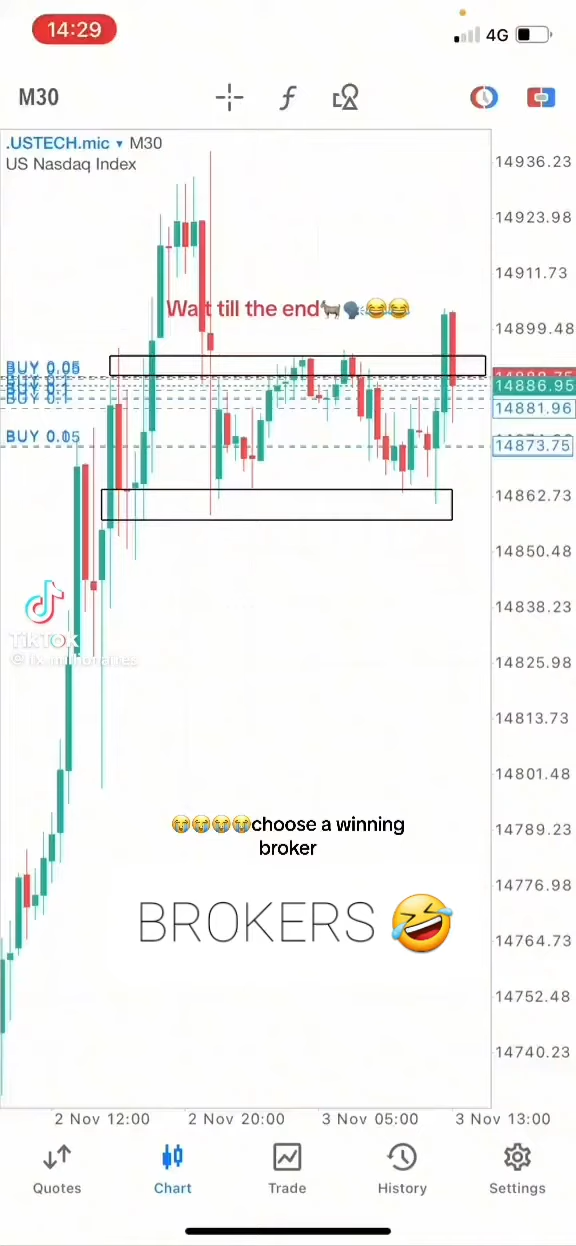 14:29
4G
M30
.USTECH.mic ▾ M30
US Nasdaq Index
14936.23
14923.98
14911.73
Wait till the end🐐🗣️😂😂
14899.48
BUY 0.05
14886.95
14881.96
BUY 0.05
14873.75
14862.73
14850.48
14838.23
TikTok
14825.98
14813.73
14801.48
😭😭😭😭choose a winning
broker
14789.23
14776.98
BROKERS 🤣
14764.73
14752.48
14740.23
2 Nov 12:00
2 Nov 20:00
3 Nov 05:00
3 Nov 13:00
Quotes
Chart
Trade
History
Settings